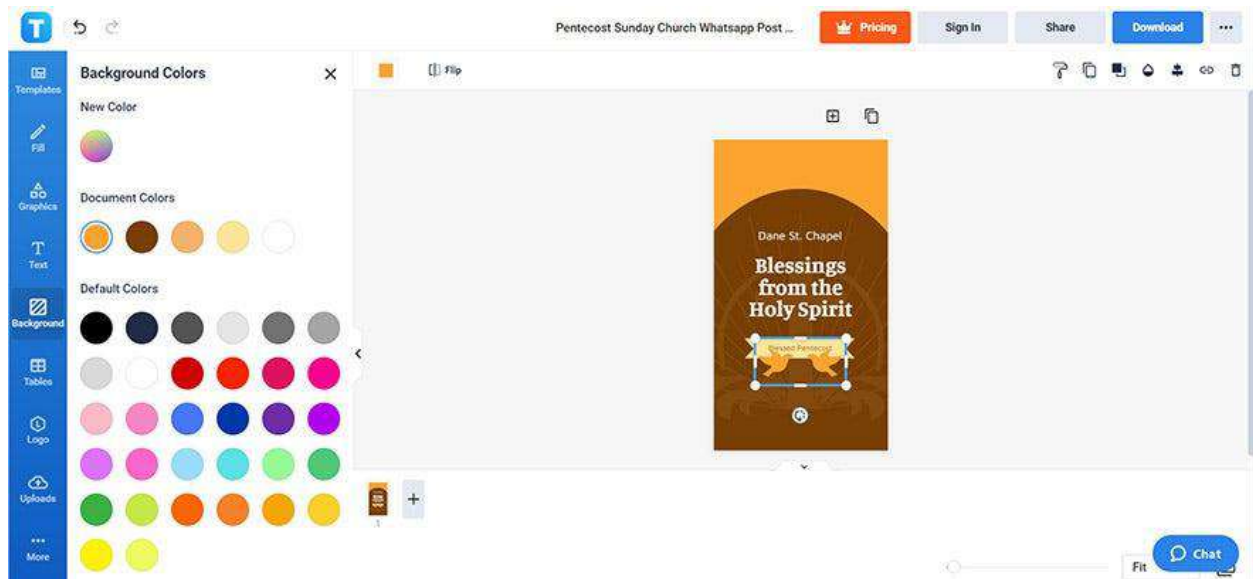 T
Pentecost Sunday Church Whatsapp Post ...
Pricing
Sign In
Share
Download
Templates
Fill
Graphics
T
Text
Background
Tables
Logo
Uploads
More
Background Colors
New Color
Document Colors
Default Colors
Flip
Dane St. Chapel
Blessings
from the
Holy Spirit
Blessed Pentecost
1
Fit
Chat